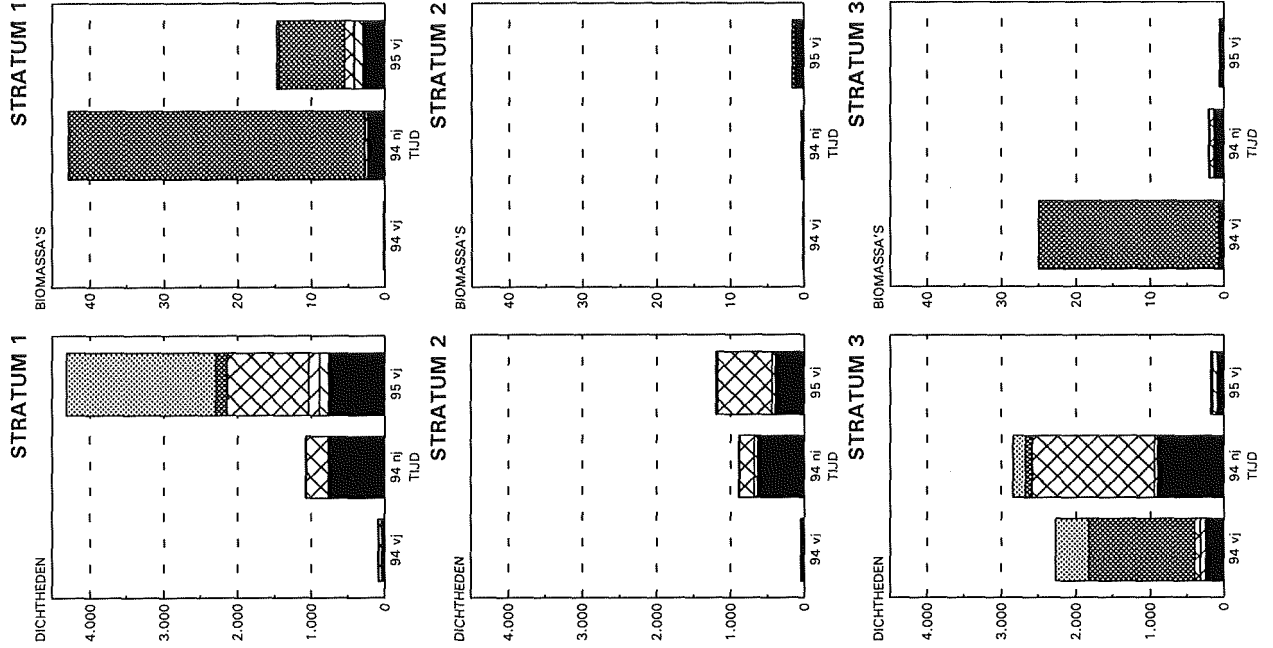 STRATUM 1
DICHTHEDEN
4.000
3.000
2.000
1.000
0
94 vj
94 nj
95 vj
TIJD
STRATUM 1
BIOMASSA'S
40
30
20
10
0
94 vj
94 nj
95 vj
TIJD
STRATUM 2
DICHTHEDEN
4.000
3.000
2.000
1.000
0
94 vj
94 nj
95 vj
TIJD
STRATUM 2
BIOMASSA'S
40
30
20
10
0
94 vj
94 nj
95 vj
TIJD
STRATUM 3
DICHTHEDEN
4.000
3.000
2.000
1.000
0
94 vj
94 nj
95 vj
TIJD
STRATUM 3
BIOMASSA'S
40
30
20
10
0
94 vj
94 nj
95 vj
TIJD